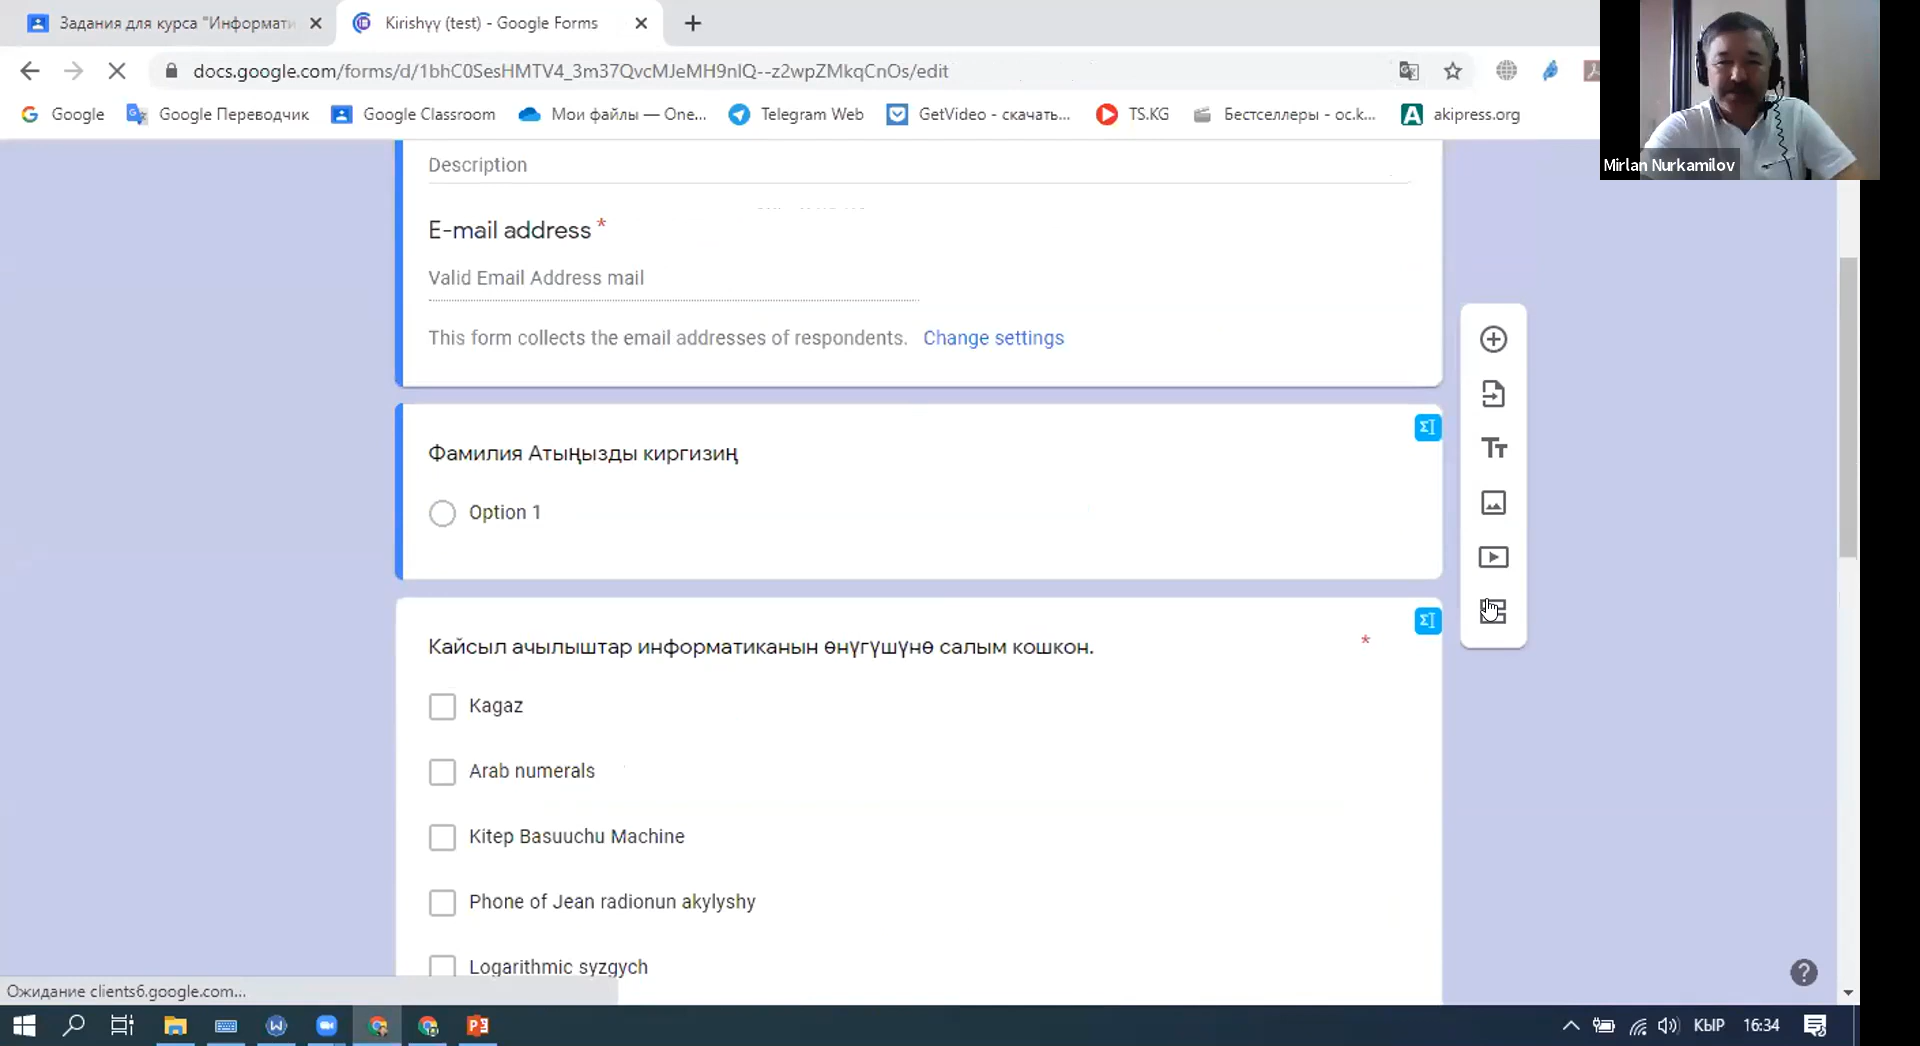 Задания для курса "Информати
Kirishyy (test) - Google Forms
docs.google.com/forms/d/1bhC0SesHMTV4_3m37QvcMJeMH9nIQ--z2wpZMkqCnOs/edit
Google
Google Переводчик
Google Classroom
Мои файлы — One...
Telegram Web
GetVideo - скачать...
TS.KG
Бестселлеры - oc.k...
akipress.org
Mirlan Nurkamilov
Description
E-mail address *
Valid Email Address mail
This form collects the email addresses of respondents. Change settings
Фамилия Атыңызды киргизиң
Option 1
Кайсыл ачылыштар информатиканын өнүгүшүнө салым кошкон. *
Kagaz
Arab numerals
Kitep Basuuchu Machine
Phone of Jean radionun akylyshy
Logarithmic syzgych
Ожидание clients6.google.com...
КЫР
16:34